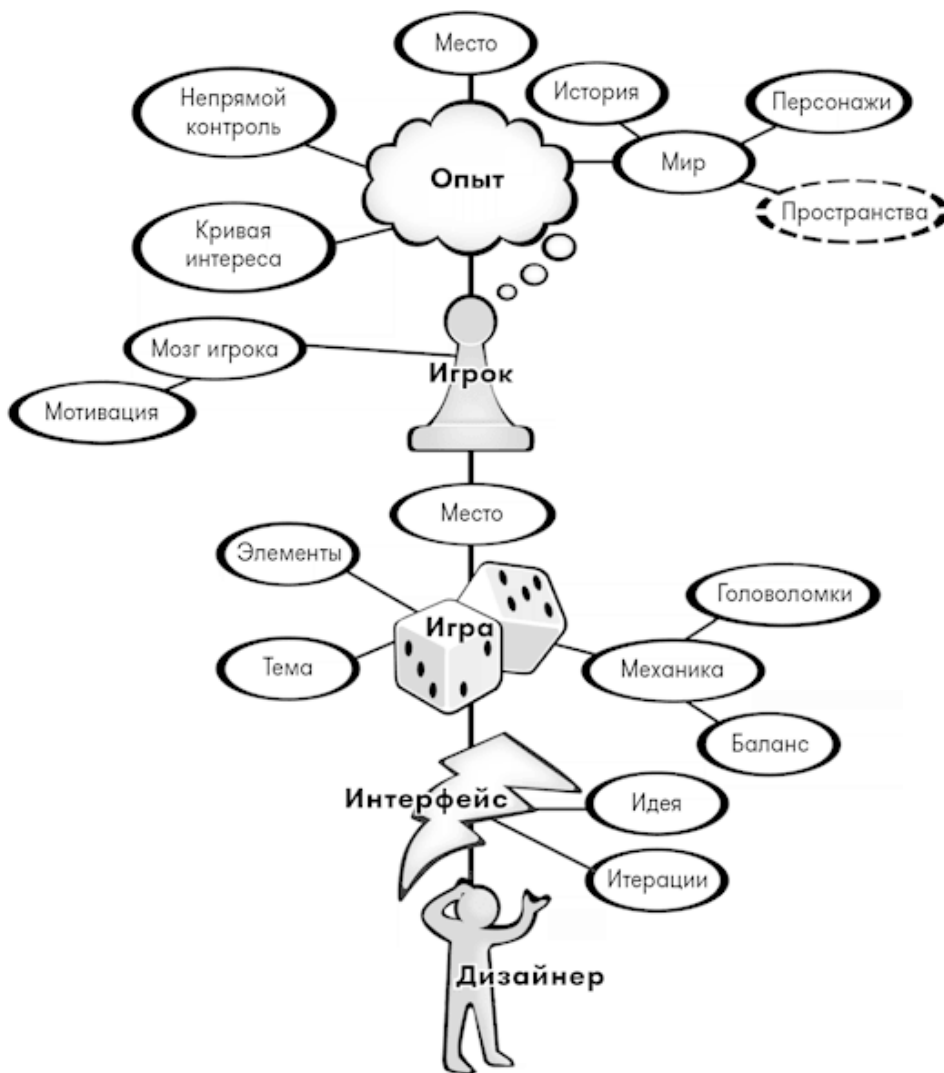 Место
История
Персонажи
Непрямой
контроль
Мир
Опыт
Пространства
Кривая
интереса
Мозг игрока
Игрок
Мотивация
Место
Элементы
Головоломки
Игра
Тема
Механика
Баланс
Интерфейс
Идея
Итерации
Дизайнер